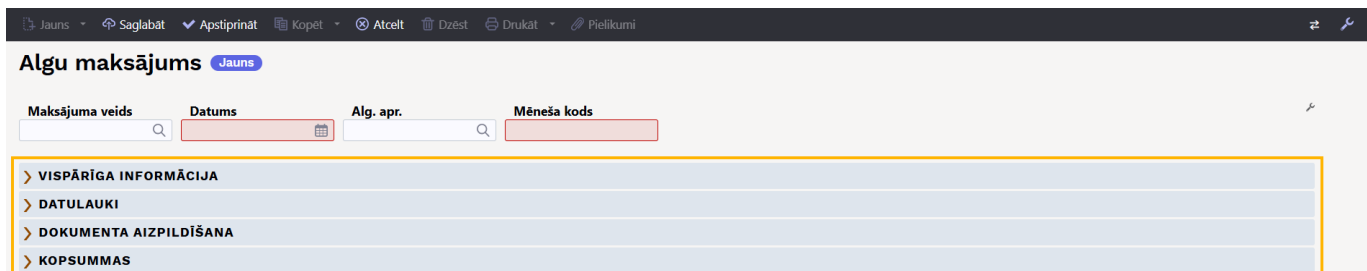 Jauns Saglabāt Apstiprināt Kopēt Atcelt Dzēst Drukāt Pielikumi
Algu maksājums Jauns
Maksājuma veids Datums Alg. apr. Mēneša kods
VISPĀRĪGA INFORMĀCIJA
DATULAUKI
DOKUMENTA AIZPILDĪŠANA
KOPSUMMAS